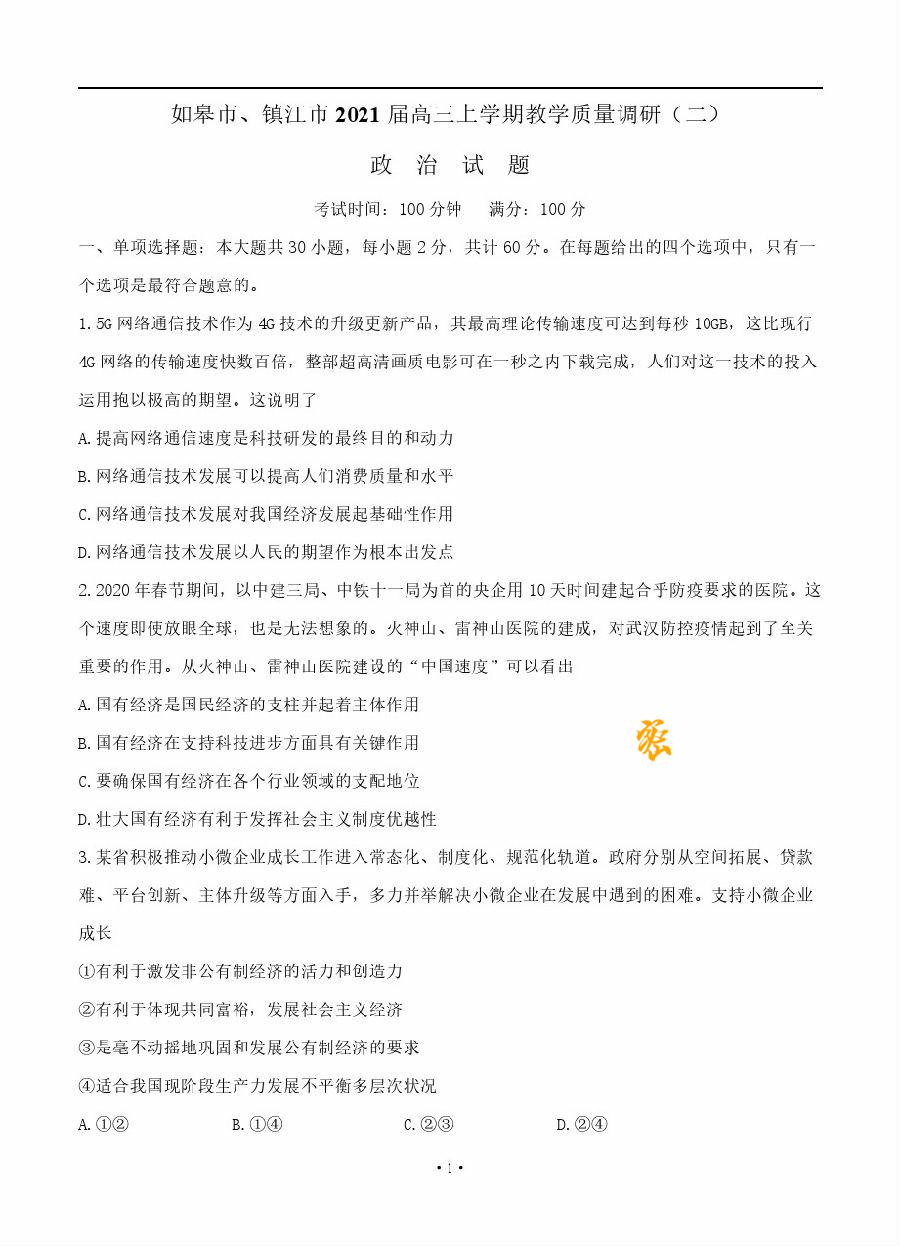 如皋市、镇江市 2021 届高三上学期教学质量调研（二）
政 治 试 题
考试时间：100 分钟 满分：100 分
一、单项选择题：本大题共 30 小题，每小题 2 分，共计 60 分。在每题给出的四个选项中，只有一
个选项是最符合题意的。
1.5G 网络通信技术作为 4G 技术的升级更新产品，其最高理论传输速度可达到每秒 10GB，这比现行
4G 网络的传输速度快数百倍，整部超高清画质电影可在一秒之内下载完成，人们对这一技术的投入
运用抱以极高的期望。这说明了
A.提高网络通信速度是科技研发的最终目的和动力
B.网络通信技术发展可以提高人们消费质量和水平
C.网络通信技术发展对我国经济发展起基础性作用
D.网络通信技术发展以人民的期望作为根本出发点
2.2020 年春节期间，以中建三局、中铁十一局为首的央企用 10 天时间建起合乎防疫要求的医院。这
个速度即使放眼全球，也是无法想象的。火神山、雷神山医院的建成，对武汉防控疫情起到了至关
重要的作用。从火神山、雷神山医院建设的“中国速度”可以看出
A.国有经济是国民经济的支柱并起着主体作用
B.国有经济在支持科技进步方面具有关键作用
C.要确保国有经济在各个行业领域的支配地位
D.壮大国有经济有利于发挥社会主义制度优越性
3.某省积极推动小微企业成长工作进入常态化、制度化、规范化轨道。政府分别从空间拓展、贷款
难、平台创新、主体升级等方面入手，多力并举解决小微企业在发展中遇到的困难。支持小微企业
成长
①有利于激发非公有制经济的活力和创造力
②有利于体现共同富裕，发展社会主义经济
③是毫不动摇地巩固和发展公有制经济的要求
④适合我国现阶段生产力发展不平衡多层次状况
A.①② B.①④ C.②③ D.②④
·1·